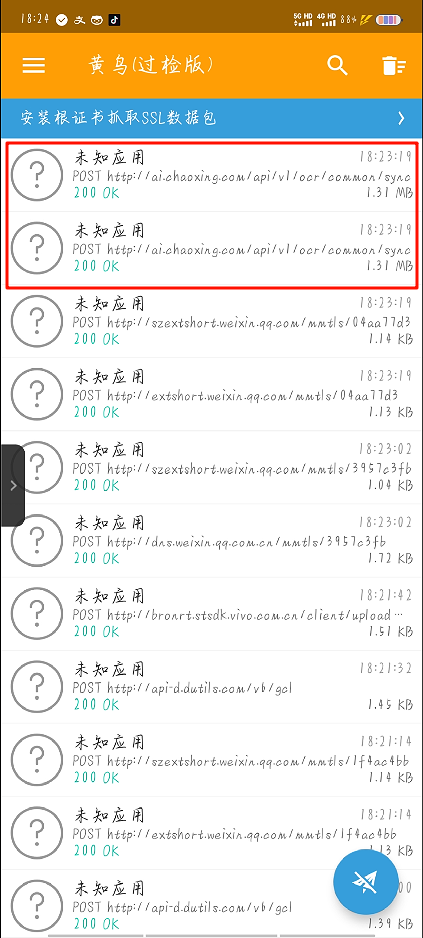 18:24 5G HD 4G HD 88%
黄鸟(过检版)
安装根证书抓取SSL数据包
未知应用 18:23:19
POST http://ai.chaoxing.com/api/v1/ocr/common/sync
200 OK 1.31 MB
未知应用 18:23:19
POST http://ai.chaoxing.com/api/v1/ocr/common/sync
200 OK 1.31 MB
未知应用 18:23:19
POST http://szextshort.weixin.qq.com/mmtls/04aa77d3
200 OK 1.14 KB
未知应用 18:23:19
POST http://extshort.weixin.qq.com/mmtls/04aa77d3
200 OK 1.13 KB
未知应用 18:23:02
POST http://szextshort.weixin.qq.com/mmtls/3957c3fb
200 OK 1.04 KB
未知应用 18:23:02
POST http://dns.weixin.qq.com.cn/mmtls/3957c3fb
200 OK 1.72 KB
未知应用 18:21:42
POST http://bronrt.stsdk.vivo.com.cn/client/upload…
200 OK 1.51 KB
未知应用 18:21:32
POST http://api-d.dutils.com/v6/gcl
200 OK 1.45 KB
未知应用 18:21:14
POST http://szextshort.weixin.qq.com/mmtls/1f4ac4bb
200 OK 1.14 KB
未知应用 18:21:14
POST http://extshort.weixin.qq.com/mmtls/1f4ac4bb
200 OK 1.13 KB
未知应用
POST http://api-d.dutils.com/v6/gcl
200 OK 1.39 KB